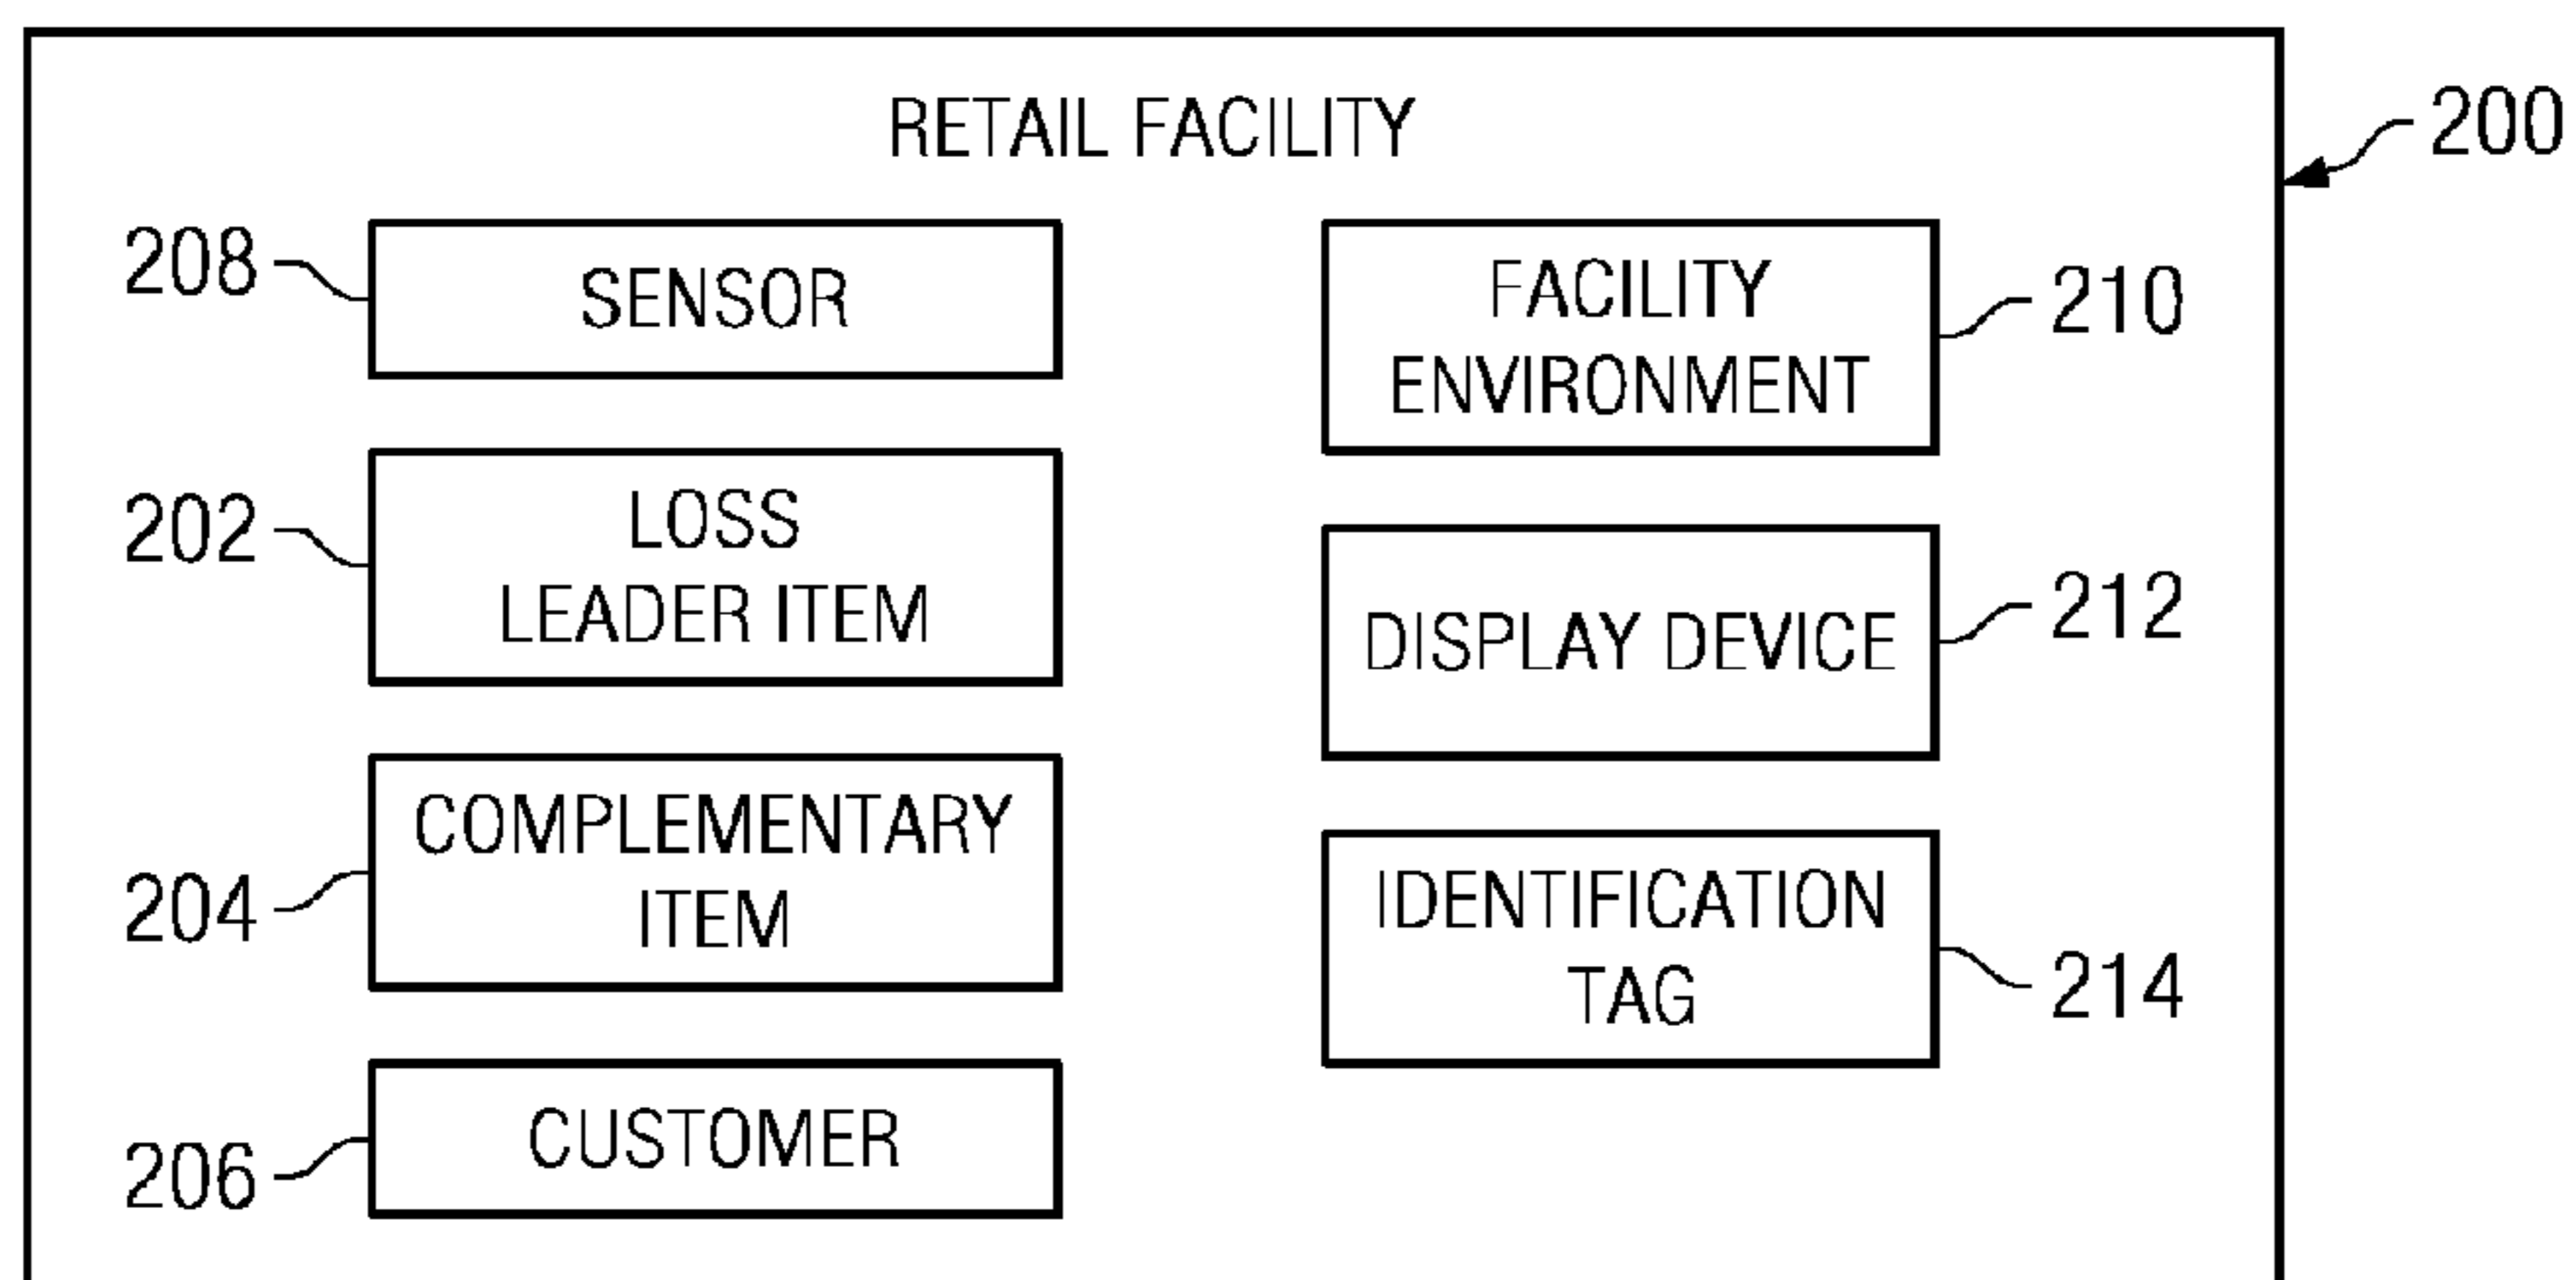 RETAIL FACILITY
200
208
SENSOR
202
LOSS
LEADER ITEM
204
COMPLEMENTARY
ITEM
206
CUSTOMER
FACILITY
ENVIRONMENT
210
DISPLAY DEVICE
212
IDENTIFICATION
TAG
214